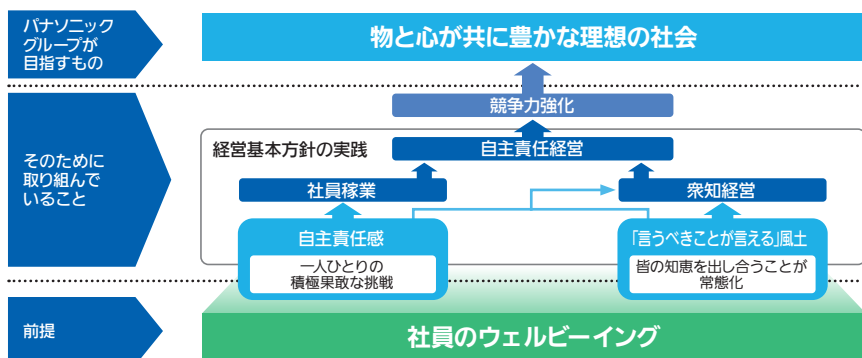 パナソニック
グループが
目指すもの
物と心が共に豊かな理想の社会
そのために
取り組んで
いること
競争力強化
経営基本方針の実践
自主責任経営
社員稼業
衆知経営
自主責任感
一人ひとりの
積極果敢な挑戦
「言うべきことが言える」風土
皆の知恵を出し合うことが
常態化
前提
社員のウェルビーイング